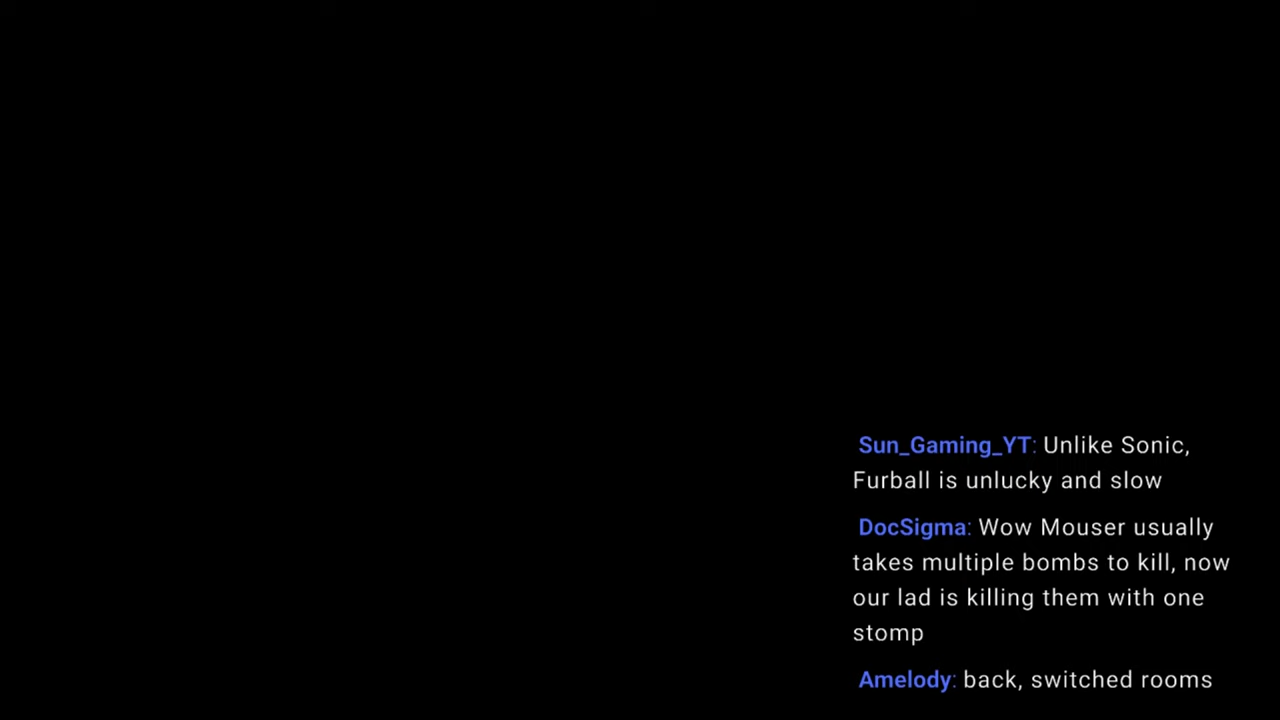 Sun_Gaming_YT: Unlike Sonic,
Furball is unlucky and slow
DocSigma: Wow Mouser usually
takes multiple bombs to kill, now
our lad is killing them with one
stomp
Amelody: back, switched rooms